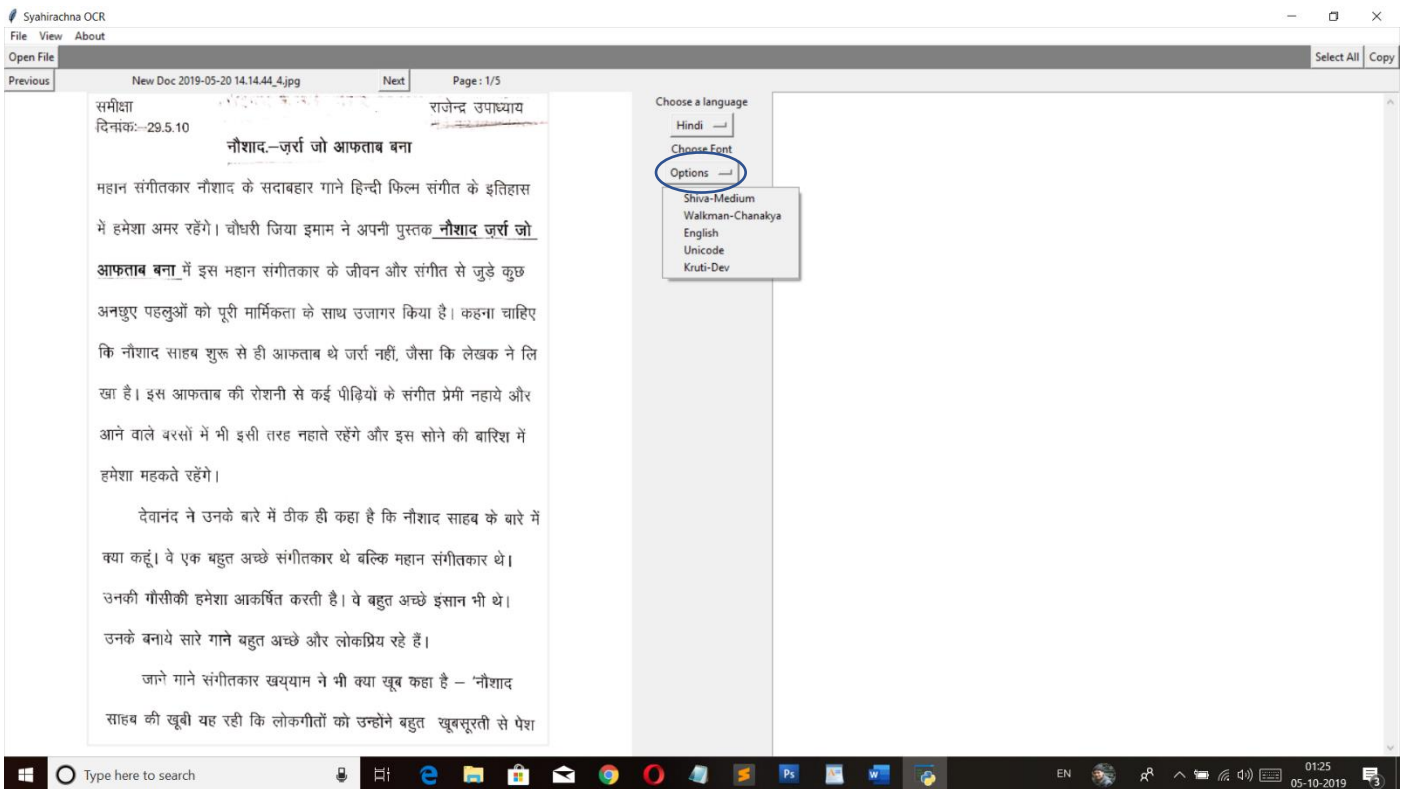 Syahirachna OCR
File View About
Open File
Select All Copy
Previous New Doc 2019-05-20 14.14.44_4.jpg Next Page : 1/5
समीक्षा राजेन्द्र उपाध्याय
दिनांकः–29.5.10
नौशाद.–ज़र्रा जो आफताब बना
महान संगीतकार नौशाद के सदाबहार गाने हिन्दी फिल्म संगीत के इतिहास
में हमेशा अमर रहेंगे। चौधरी जिया इमाम ने अपनी पुस्तक नौशाद ज़र्रा जो
आफताब बना में इस महान संगीतकार के जीवन और संगीत से जुड़े कुछ
अनछुए पहलुओं को पूरी मार्मिकता के साथ उजागर किया है। कहना चाहिए
कि नौशाद साहब शुरू से ही आफताब थे जर्रा नहीं, जैसा कि लेखक ने लि
खा है। इस आफताब की रोशनी से कई पीढ़ियों के संगीत प्रेमी नहाये और
आने वाले बरसों में भी इसी तरह नहाते रहेंगे और इस सोने की बारिश में
हमेशा महकते रहेंगे।
देवानंद ने उनके बारे में ठीक ही कहा है कि नौशाद साहब के बारे में
क्या कहूं। वे एक बहुत अच्छे संगीतकार थे बल्कि महान संगीतकार थे।
उनकी मौसीकी हमेशा आकर्षित करती है। वे बहुत अच्छे इंसान भी थे।
उनके बनाये सारे गाने बहुत अच्छे और लोकप्रिय रहे हैं।
जाने माने संगीतकार खय्याम ने भी क्या खूब कहा है – 'नौशाद
साहब की खूबी यह रही कि लोकगीतों को उन्होंने बहुत खूबसूरती से पेश
Choose a language
Hindi
Choose Font
Options
Shiva-Medium
Walkman-Chanakya
English
Unicode
Kruti-Dev
Type here to search
EN
01:25
05-10-2019